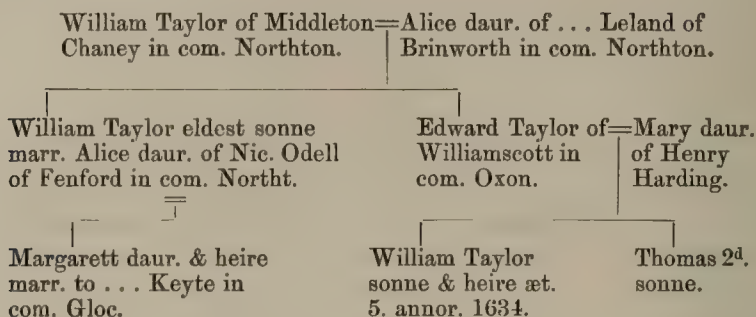 William Taylor of Middleton=Alice daur. of ... Leland of
Chaney in com. Northton. Brinworth in com. Northton.
William Taylor eldest sonne
marr. Alice daur. of Nic. Odell
of Fenford in com. Northt.
Edward Taylor of=Mary daur.
Williamscott in of Henry
com. Oxon. Harding.
Margarett daur. & heire
marr. to ... Keyte in
com. Gloc.
William Taylor
sonne & heire æt.
5. annor. 1634.
Thomas 2d.
sonne.